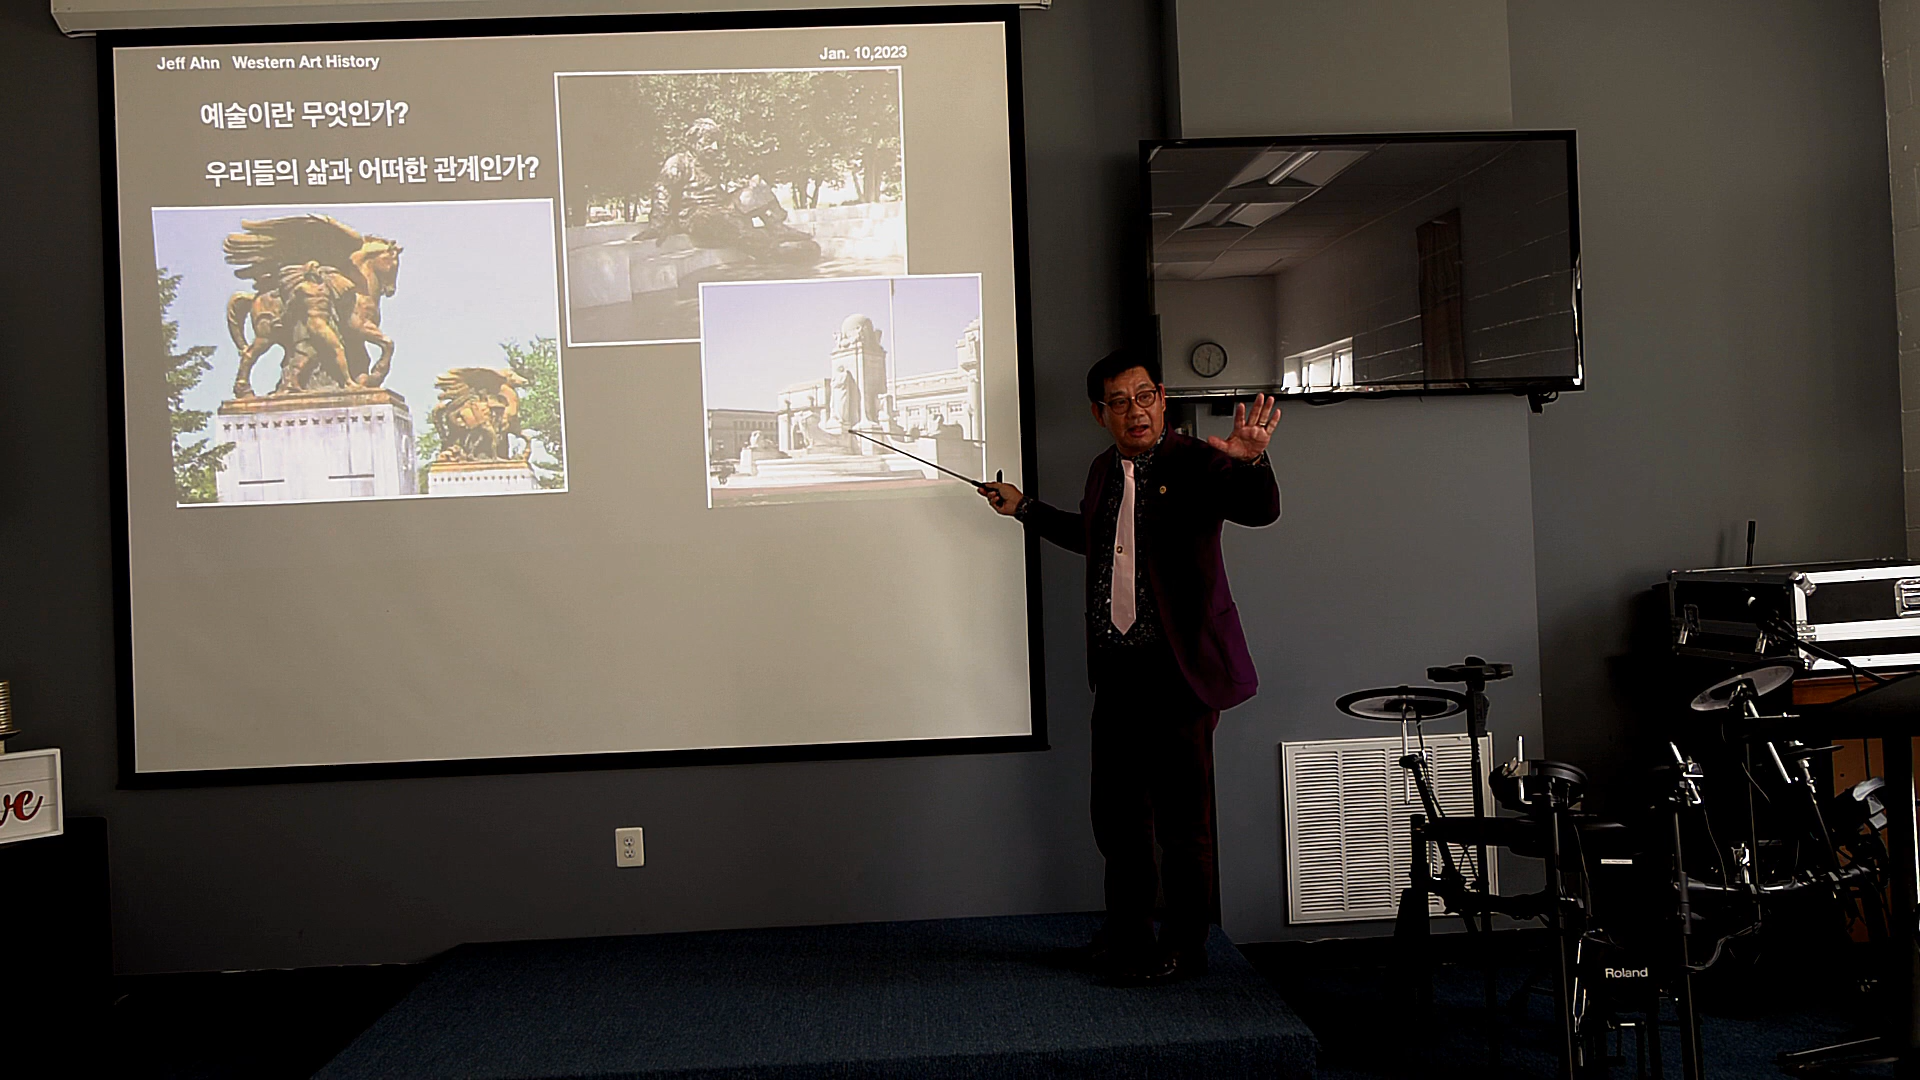 Jeff Ahn Western Art History
Jan. 10,2023
예술이란 무엇인가?
우리들의 삶과 어떠한 관계인가?
ve
Roland